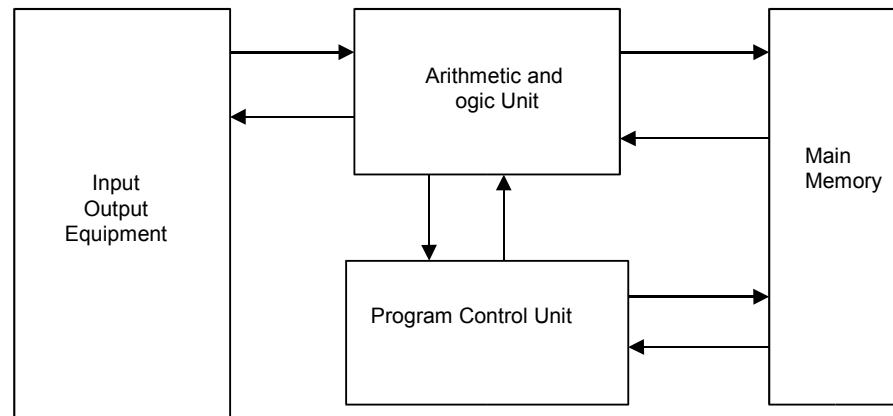 Input
Output
Equipment
Arithmetic and
ogic Unit
Program Control Unit
Main
Memory